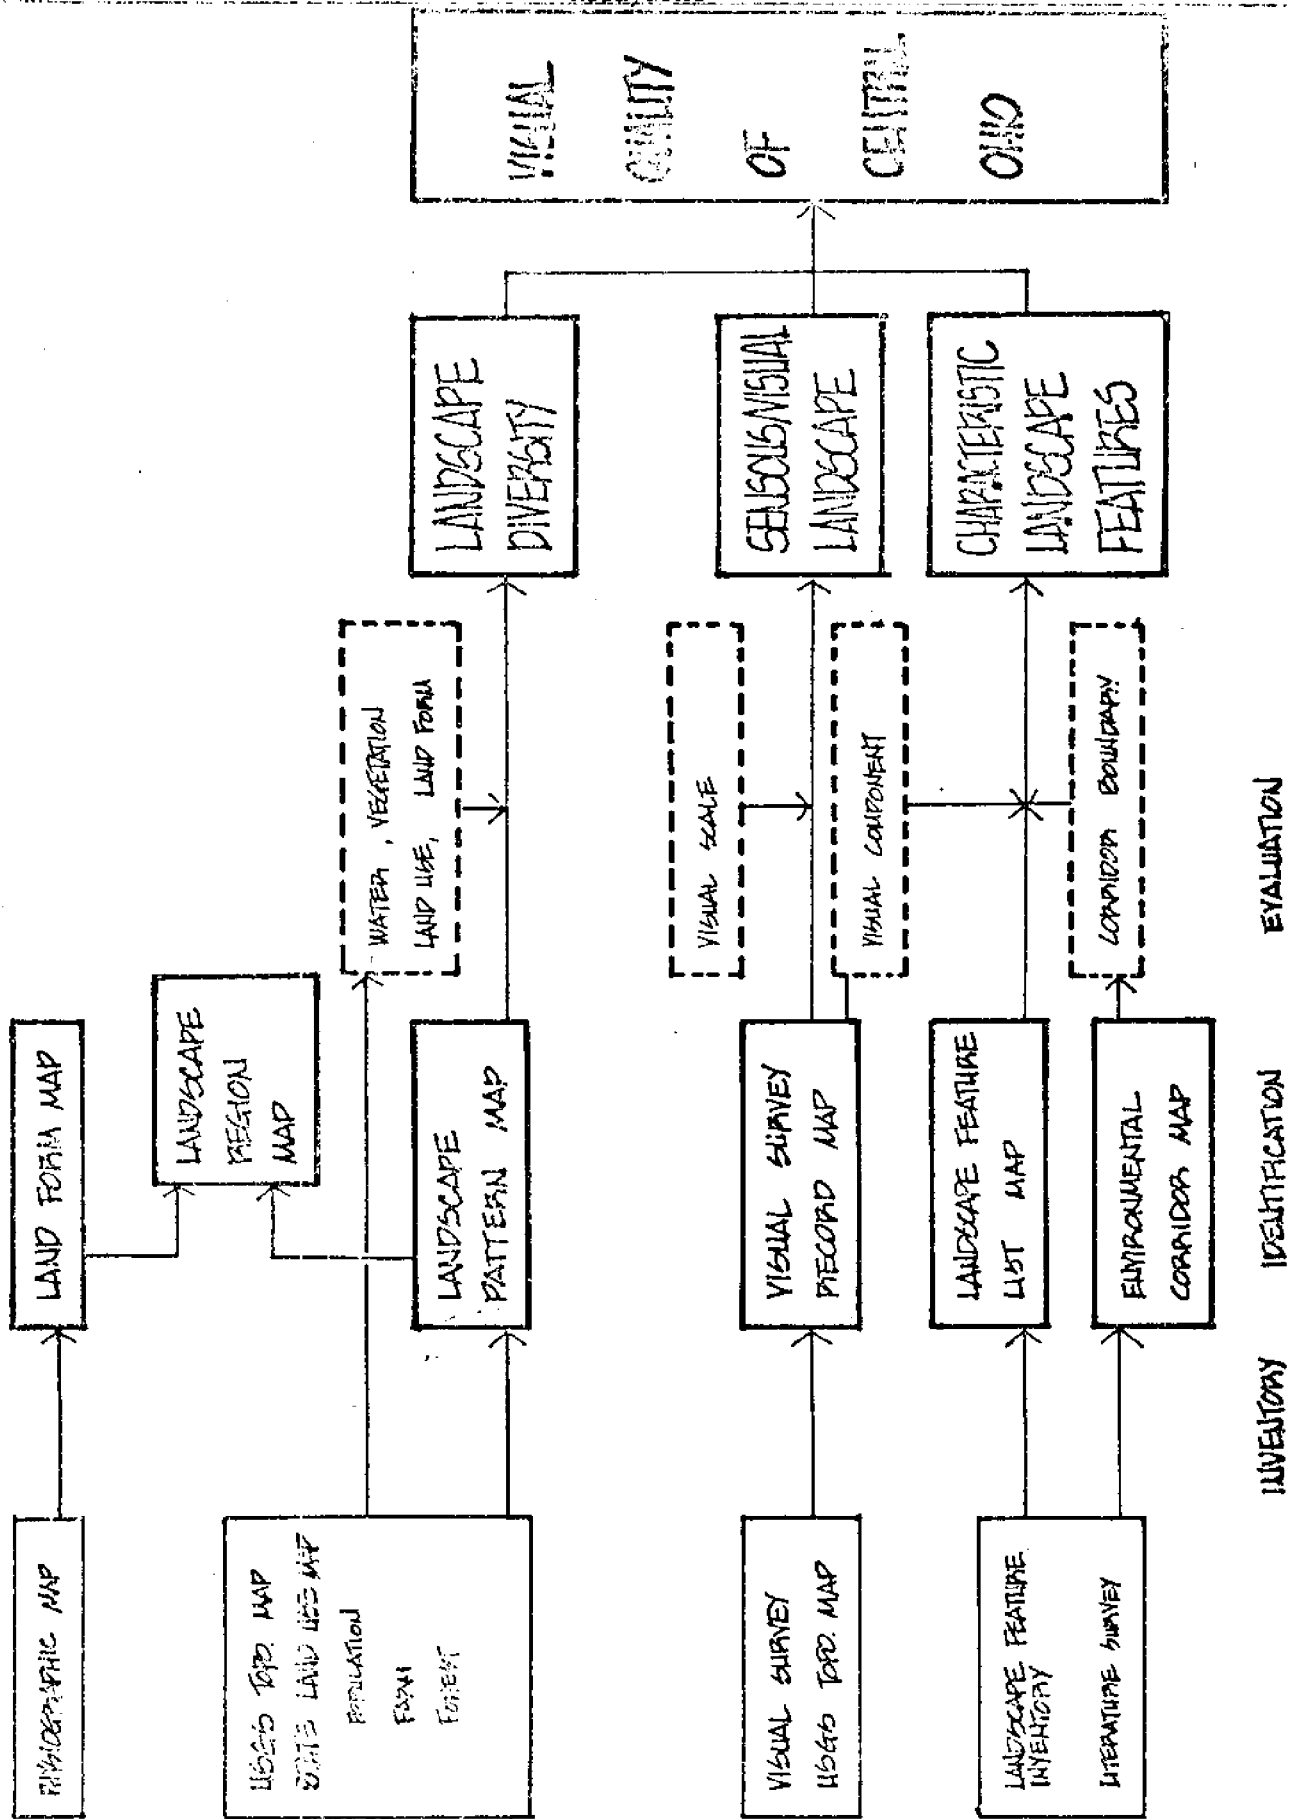 PHYSIOGRAPHIC MAP
USGS TOPO. MAP
STATE LAND USE MAP
POPULATION
FARM
FOREST
VISUAL SURVEY
USGS TOPO. MAP
LANDSCAPE FEATURE
INVENTORY
LITERATURE SURVEY
INVENTORY
LAND FORM MAP
LANDSCAPE
REGION
MAP
LANDSCAPE
PATTERN MAP
VISUAL SURVEY
RECORD MAP
LANDSCAPE FEATURE
LIST MAP
ENVIRONMENTAL
CORRIDOR MAP
IDENTIFICATION
WATER, VEGETATION
LAND USE, LAND FORM
VISUAL SCALE
VISUAL COMPONENT
CORRIDOR BOUNDARY
EVALUATION
LANDSCAPE
DIVERSITY
SENSOUS/VISUAL
LANDSCAPE
CHARACTERISTIC
LANDSCAPE
FEATURES
VISUAL
QUALITY
OF
CENTRAL
OHIO